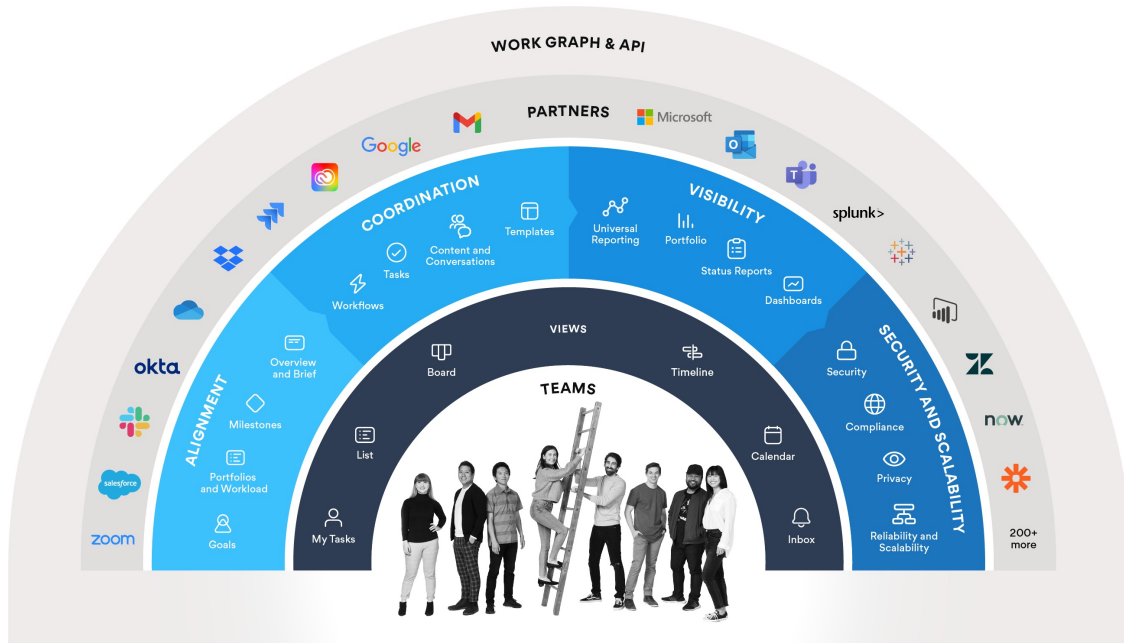 WORK GRAPH & API
PARTNERS
zoom
salesforce
okta
Google
Microsoft
splunk>
now
200+
more
ALIGNMENT
Goals
Portfolios
and Workload
Milestones
Overview
and Brief
COORDINATION
Workflows
Tasks
Content and
Conversations
Templates
VISIBILITY
Universal
Reporting
Portfolio
Status Reports
Dashboards
SECURITY AND SCALABILITY
Security
Compliance
Privacy
Reliability and
Scalability
VIEWS
My Tasks
List
Board
Timeline
Calendar
Inbox
TEAMS